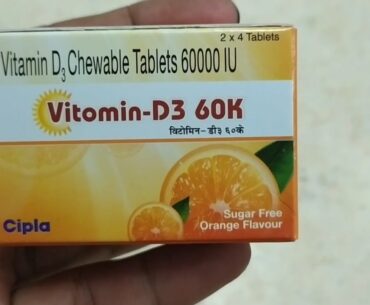 2 x 4 Tablets
Vitamin D3 Chewable Tablets 60000 IU
Vitomin-D3 60K
विटोमिन-डी३ ६०के
Sugar Free
Orange Flavour
Cipla